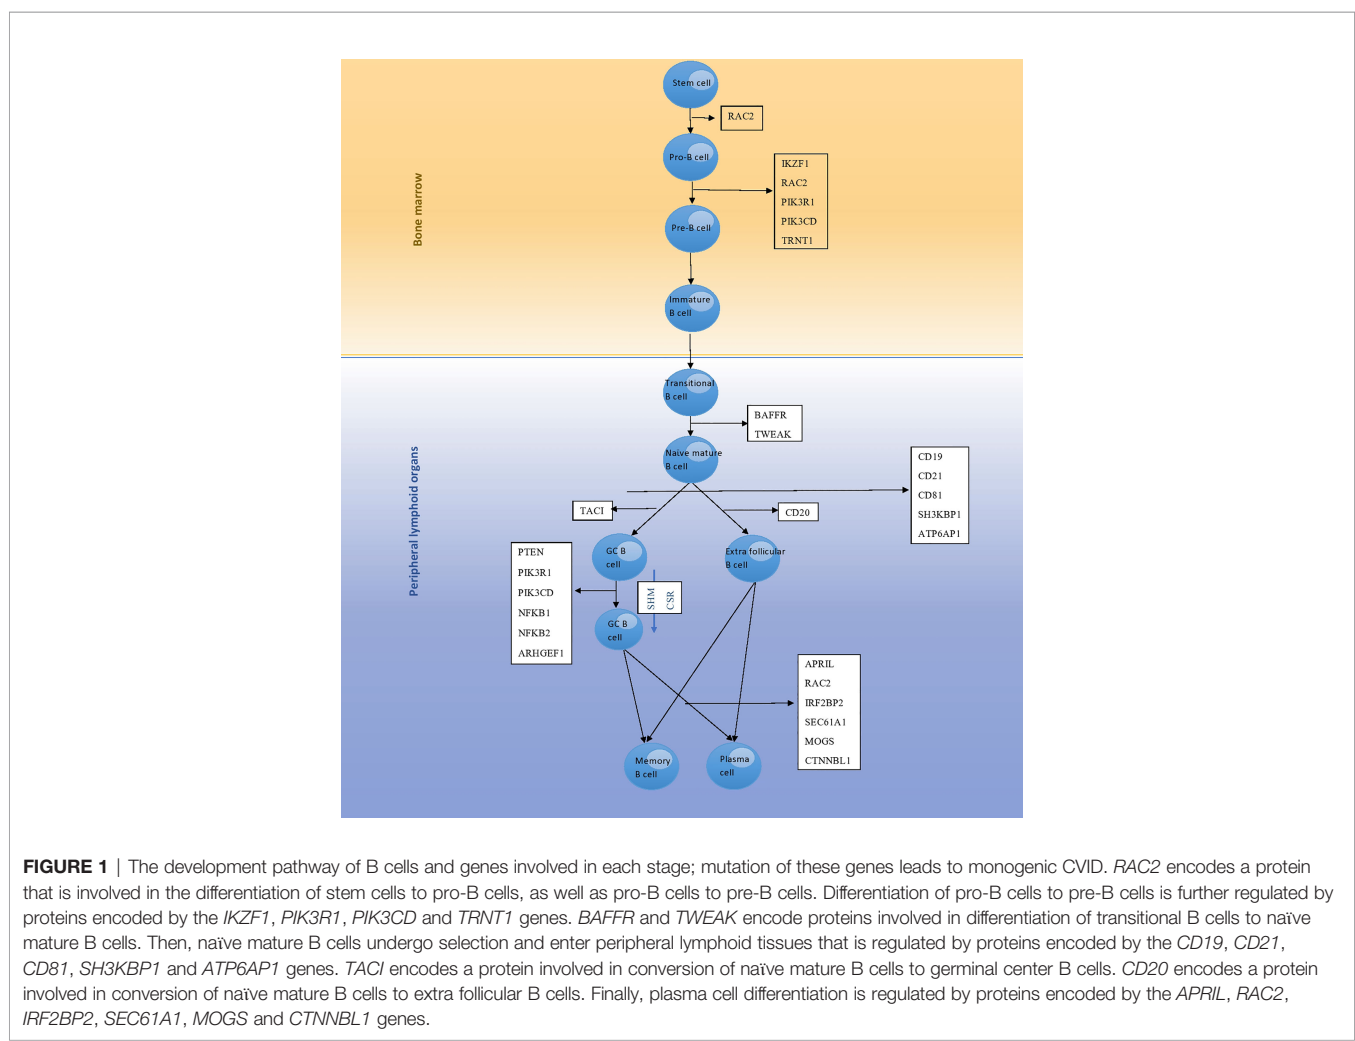 Stem cell
RAC2
Pro-B cell
IKZF1
RAC2
PIK3R1
PIK3CD
TRNT1
Bone marrow
Pre-B cell
Immature
B cell
Transitional
B cell
BAFFR
TWEAK
Naive mature
B cell
CD19
CD21
CD81
SH3KBP1
ATP6AP1
TACI
CD20
Peripheral lymphoid organs
GC B
cell
Extra follicular
B cell
PTEN
PIK3R1
PIK3CD
NFKB1
NFKB2
ARHGEF1
SHM
CSR
GC B
cell
APRIL
RAC2
IRF2BP2
SEC61A1
MOGS
CTNNBL1
Memory
B cell
Plasma
cell
FIGURE 1 | The development pathway of B cells and genes involved in each stage; mutation of these genes leads to monogenic CVID. RAC2 encodes a protein
that is involved in the differentiation of stem cells to pro-B cells, as well as pro-B cells to pre-B cells. Differentiation of pro-B cells to pre-B cells is further regulated by
proteins encoded by the IKZF1, PIK3R1, PIK3CD and TRNT1 genes. BAFFR and TWEAK encode proteins involved in differentiation of transitional B cells to naïve
mature B cells. Then, naïve mature B cells undergo selection and enter peripheral lymphoid tissues that is regulated by proteins encoded by the CD19, CD21,
CD81, SH3KBP1 and ATP6AP1 genes. TACI encodes a protein involved in conversion of naïve mature B cells to germinal center B cells. CD20 encodes a protein
involved in conversion of naïve mature B cells to extra follicular B cells. Finally, plasma cell differentiation is regulated by proteins encoded by the APRIL, RAC2,
IRF2BP2, SEC61A1, MOGS and CTNNBL1 genes.